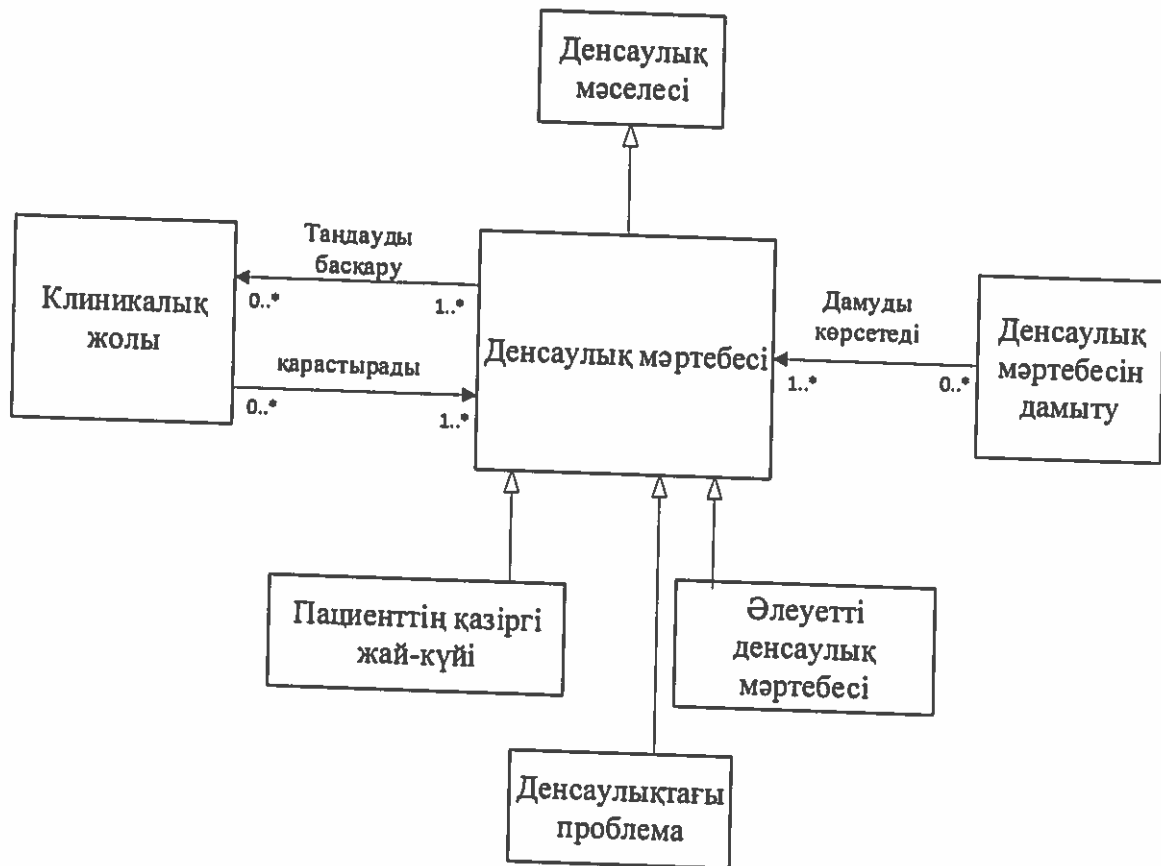 Денсаулық
мәселесі
Таңдауды
басқару
0..*
1..*
Клиникалық
жолы
қарастырады
0..*
1..*
Денсаулық мәртебесі
Дамуды
көрсетеді
1..*
0..*
Денсаулық
мәртебесін
дамыту
Пациенттің қазіргі
жай-күйі
Әлеуетті
денсаулық
мәртебесі
Денсаулықтағы
проблема